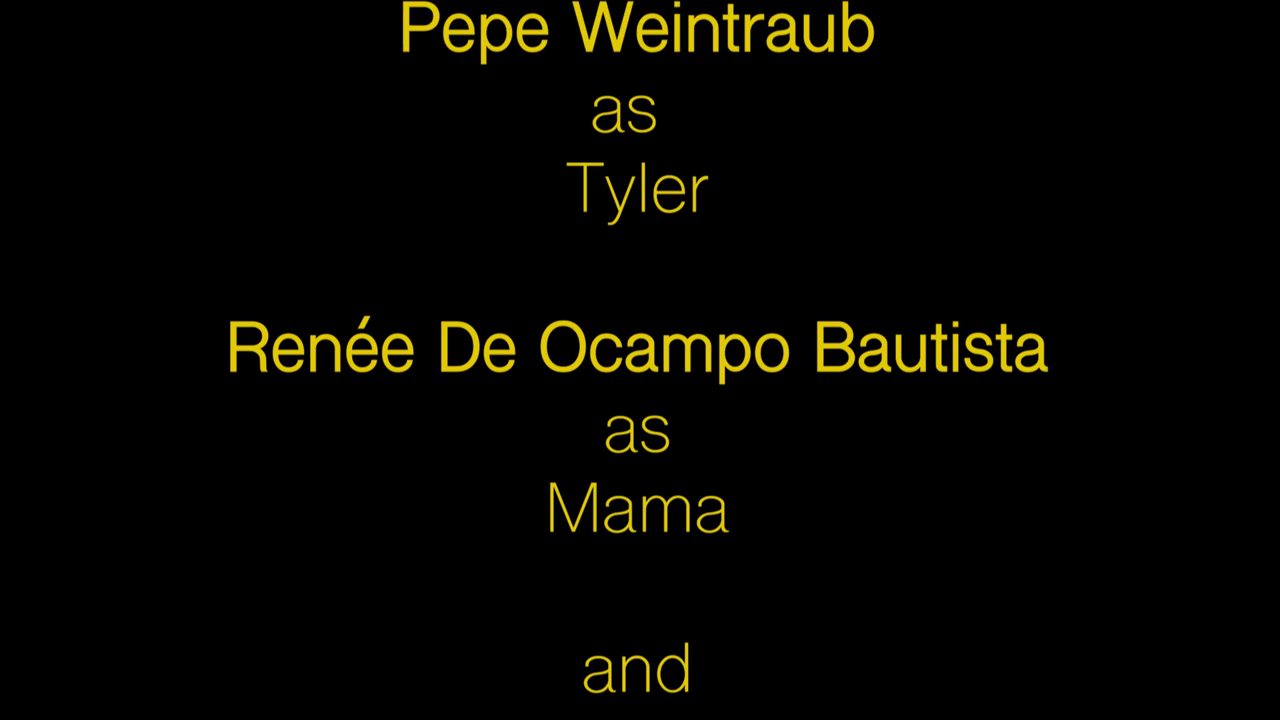 Pepe Weintraub
as
Tyler
Renée De Ocampo Bautista
as
Mama
and